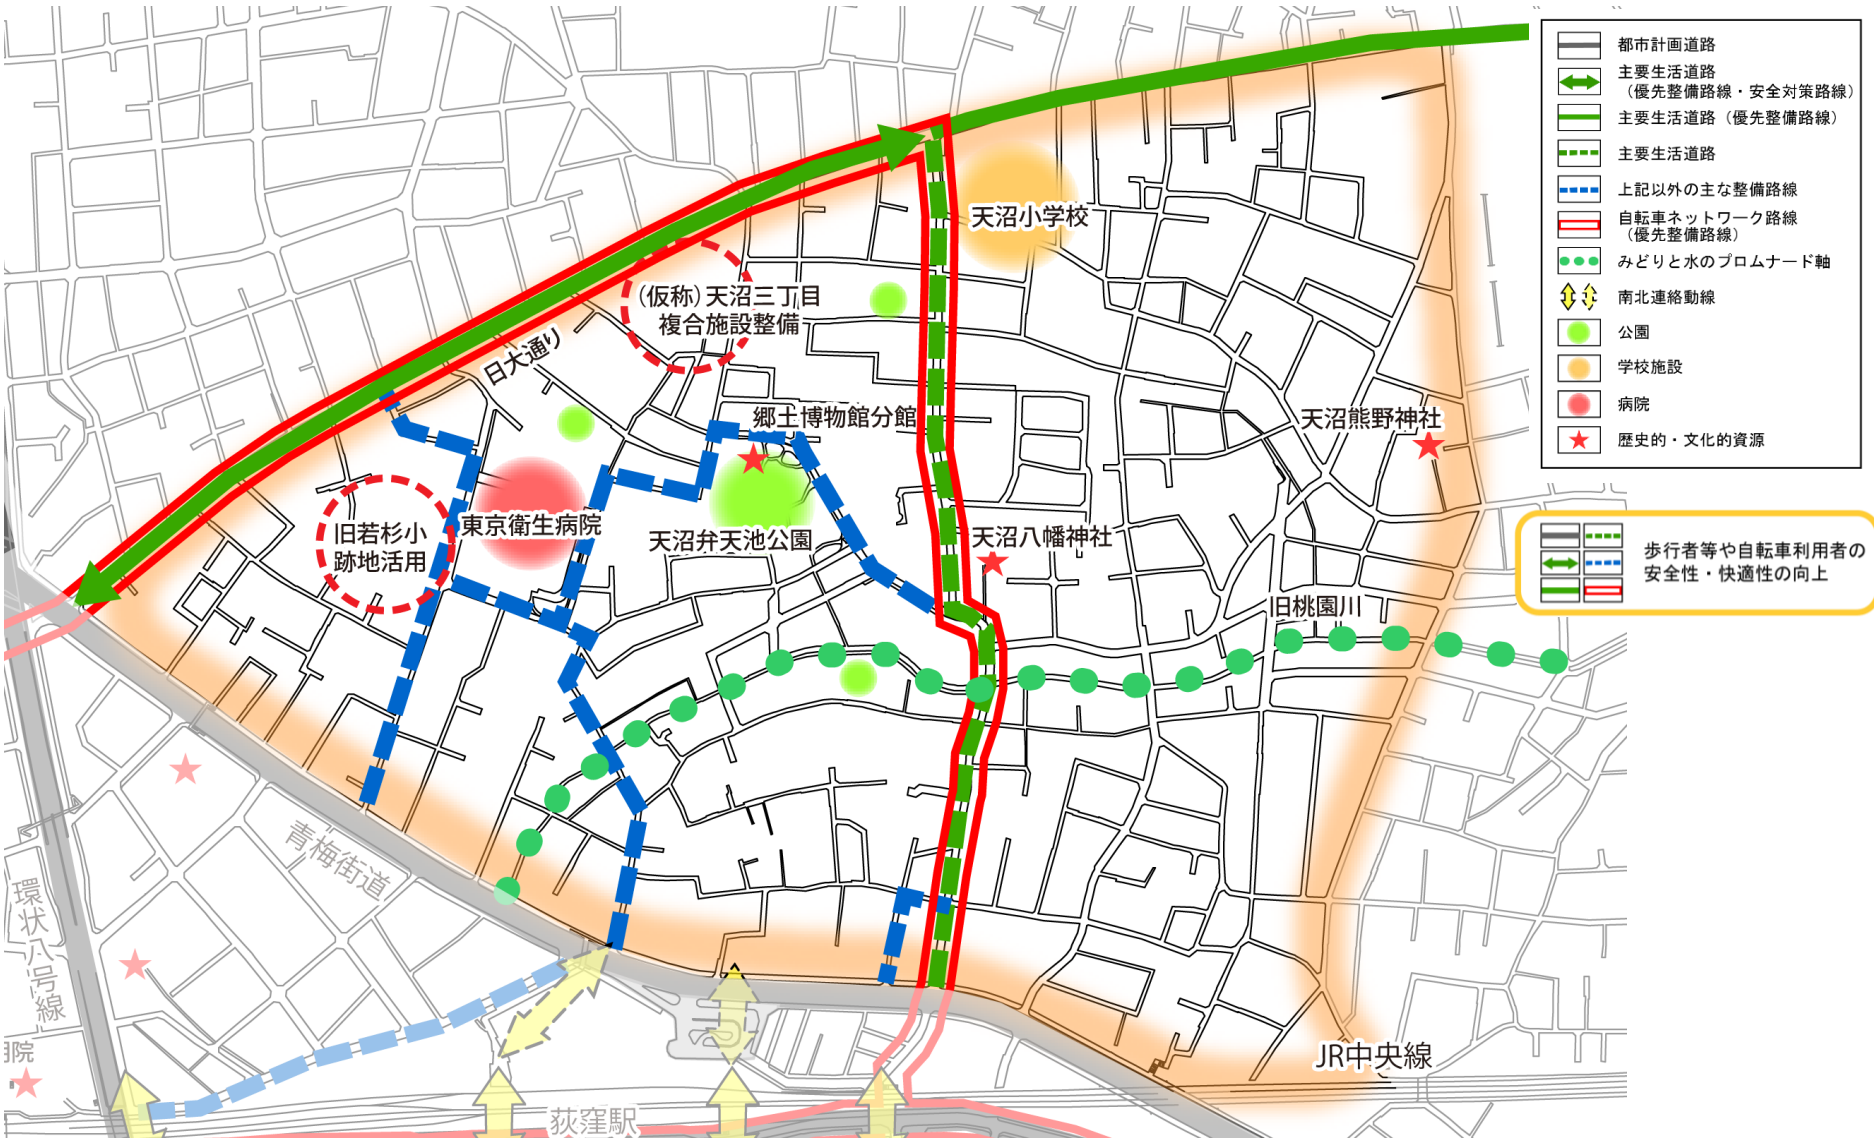 都市計画道路
主要生活道路
（優先整備路線・安全対策路線）
主要生活道路（優先整備路線）
主要生活道路
上記以外の主な整備路線
自転車ネットワーク路線
（優先整備路線）
みどりと水のプロムナード軸
南北連絡動線
公園
学校施設
病院
歴史的・文化的資源
歩行者等や自転車利用者の
安全性・快適性の向上
天沼小学校
（仮称）天沼三丁目
複合施設整備
日大通り
郷土博物館分館
天沼熊野神社
旧若杉小
跡地活用
東京衛生病院
天沼弁天池公園
天沼八幡神社
旧桃園川
青梅街道
環状八号線
JR中央線
荻窪駅